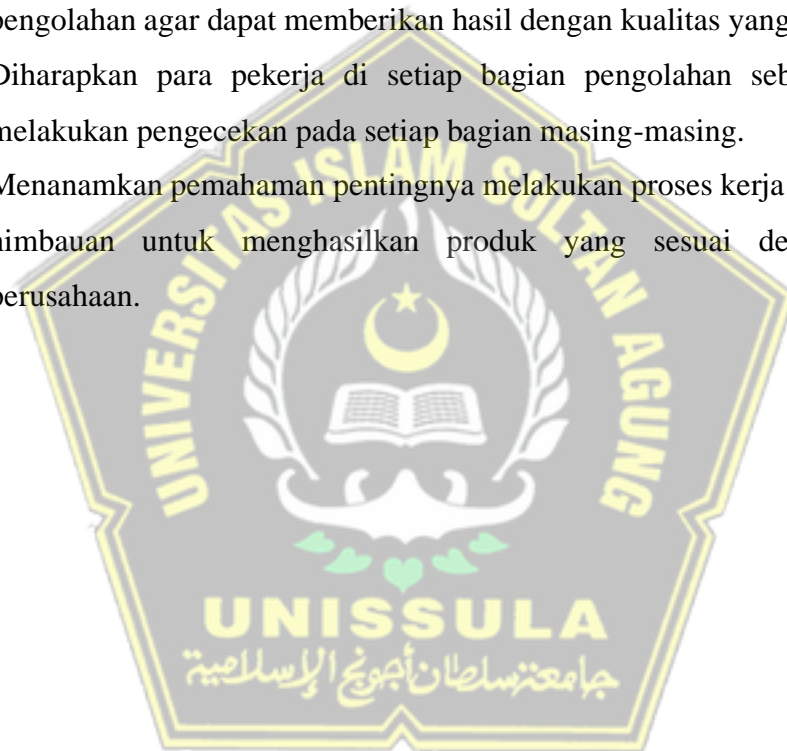 pengolahan agar dapat memberikan hasil dengan kualitas yang
Diharapkan para pekerja di setiap bagian pengolahan seb
melakukan pengecekan pada setiap bagian masing-masing.
Menanamkan pemahaman pentingnya melakukan proses kerja
himbauan untuk menghasilkan produk yang sesuai de
perusahaan.
UNIVERSITAS ISLAM SULTAN AGUNG
UNISSULA
جامعة سلطان أجونج الإسلامية